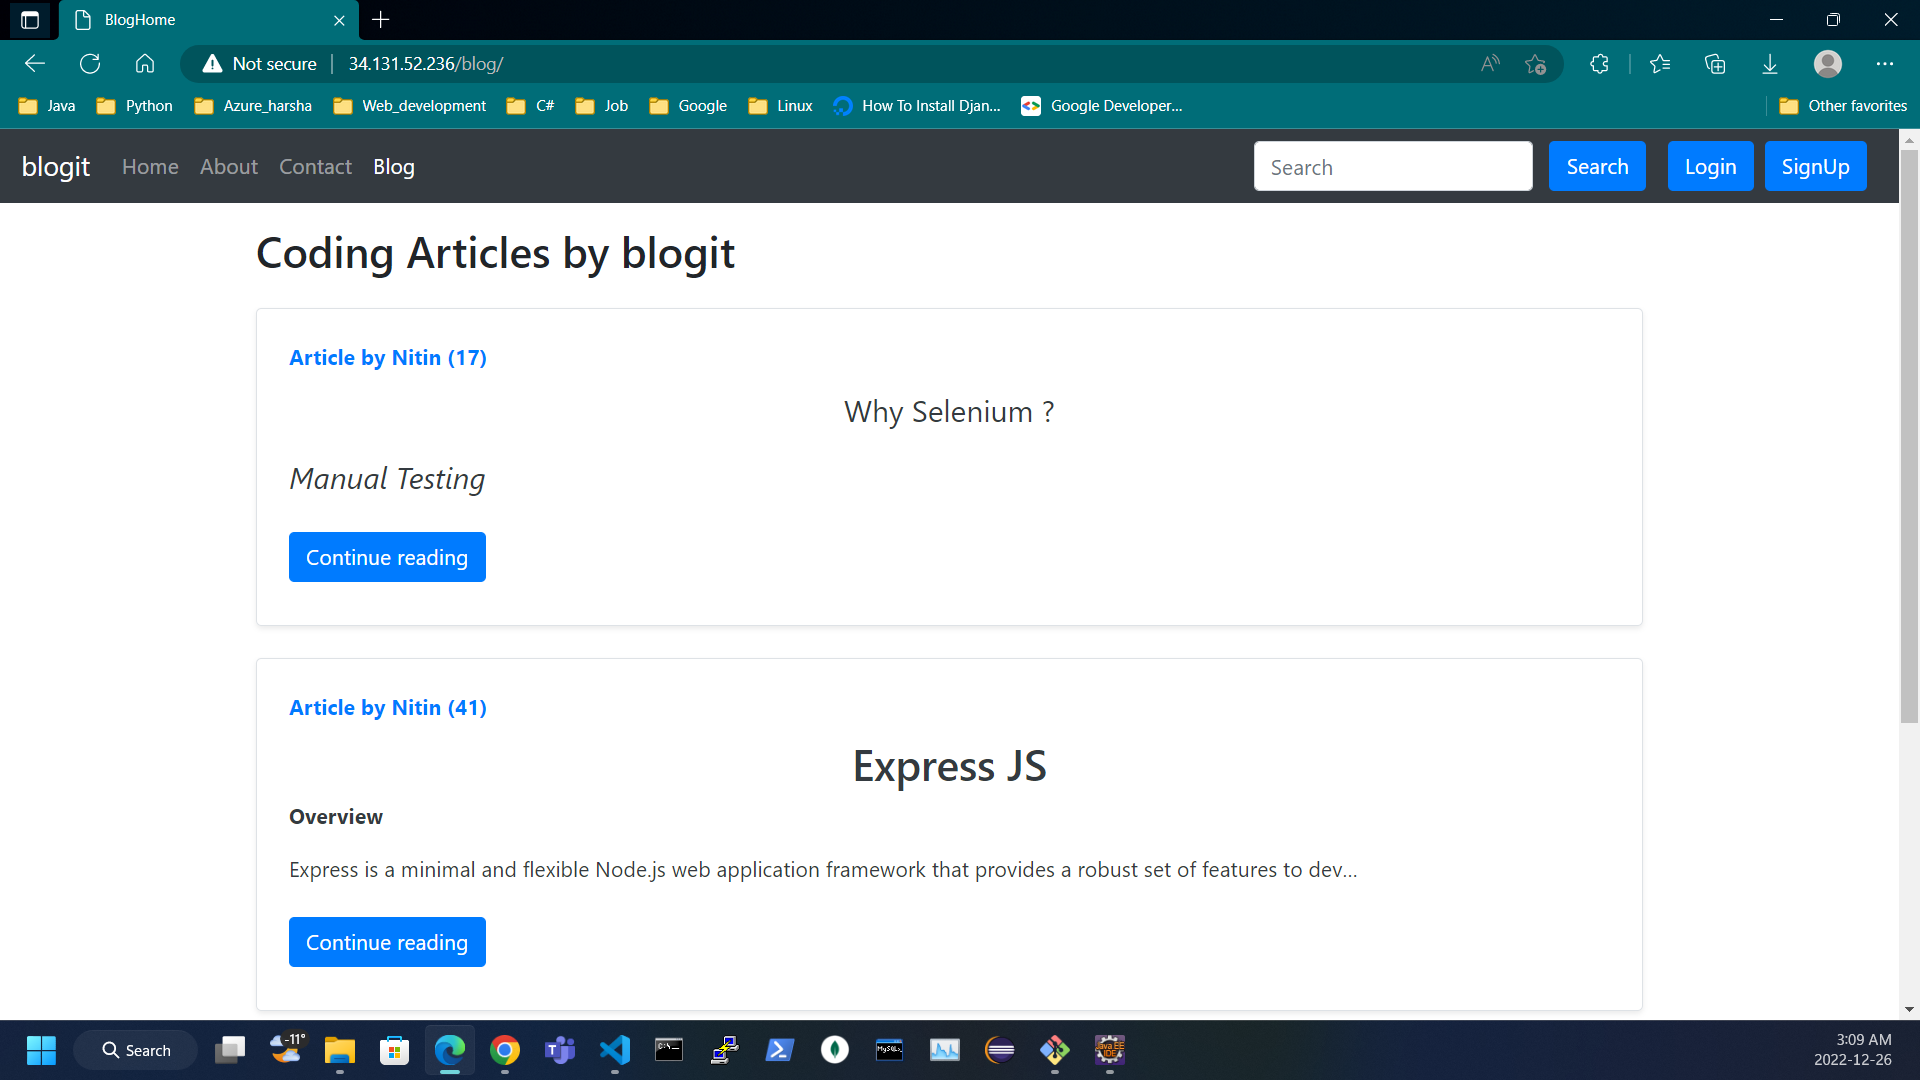 BlogHome
Not secure 34.131.52.236/blog/
Java Python Azure_harsha Web_development C# Job Google Linux How To Install Djan... Google Developer... Other favorites
blogit Home About Contact Blog Search Search Login SignUp
Coding Articles by blogit
Article by Nitin (17)
Why Selenium ?
Manual Testing
Continue reading
Article by Nitin (41)
Express JS
Overview
Express is a minimal and flexible Node.js web application framework that provides a robust set of features to dev...
Continue reading
Search -11° 3:09 AM
2022-12-26